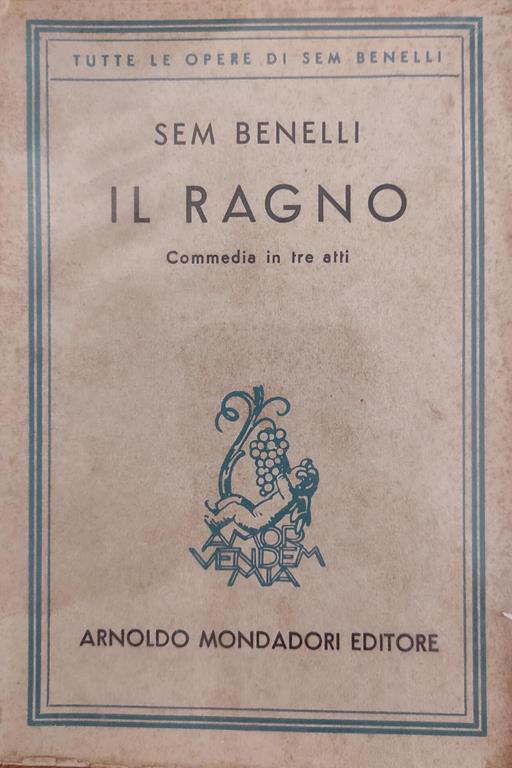 TUTTE LE OPERE DI SEM BENELLI
SEM BENELLI
IL RAGNO
Commedia in tre atti
AMOR
VENDEM
MIA
ARNOLDO MONDADORI EDITORE